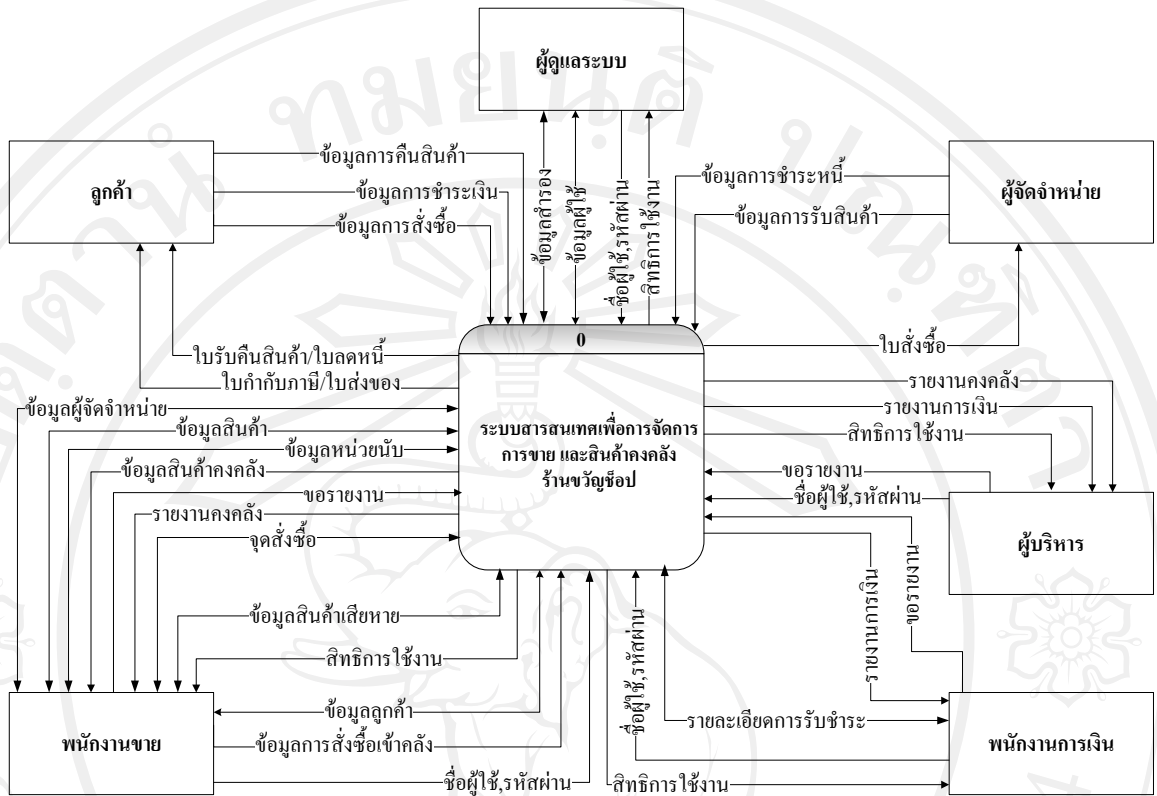 ผู้ดูแลระบบ
ลูกค้า
ผู้จัดจำหน่าย
ข้อมูลการคืนสินค้า
ข้อมูลการชำระเงิน
ข้อมูลการสั่งซื้อ
ข้อมูลสำรอง
ข้อมูลผู้ใช้
ชื่อผู้ใช้,รหัสผ่าน
สิทธิการใช้งาน
ข้อมูลการชำระหนี้
ข้อมูลการรับสินค้า
0
ใบรับคืนสินค้า/ใบลดหนี้
ใบกำกับภาษี/ใบส่งของ
ใบสั่งซื้อ
รายงานคงคลัง
รายงานการเงิน
สิทธิการใช้งาน
ขอรายงาน
ชื่อผู้ใช้,รหัสผ่าน
ผู้บริหาร
ระบบสารสนเทศเพื่อการจัดการ
การขาย และสินค้าคงคลัง
ร้านขวัญช็อป
ข้อมูลผู้จัดจำหน่าย
ข้อมูลสินค้า
ข้อมูลหน่วยนับ
ข้อมูลสินค้าคงคลัง
ขอรายงาน
รายงานคงคลัง
จุดสั่งซื้อ
ข้อมูลสินค้าเสียหาย
สิทธิการใช้งาน
ข้อมูลลูกค้า
ข้อมูลการสั่งซื้อเข้าคลัง
ชื่อผู้ใช้,รหัสผ่าน
พนักงานขาย
ชื่อผู้ใช้,รหัสผ่าน
รายงานการเงิน
ขอรายงาน
รายละเอียดการรับชำระ
สิทธิการใช้งาน
พนักงานการเงิน
ทมยนฺติ ปณฺฑิตา